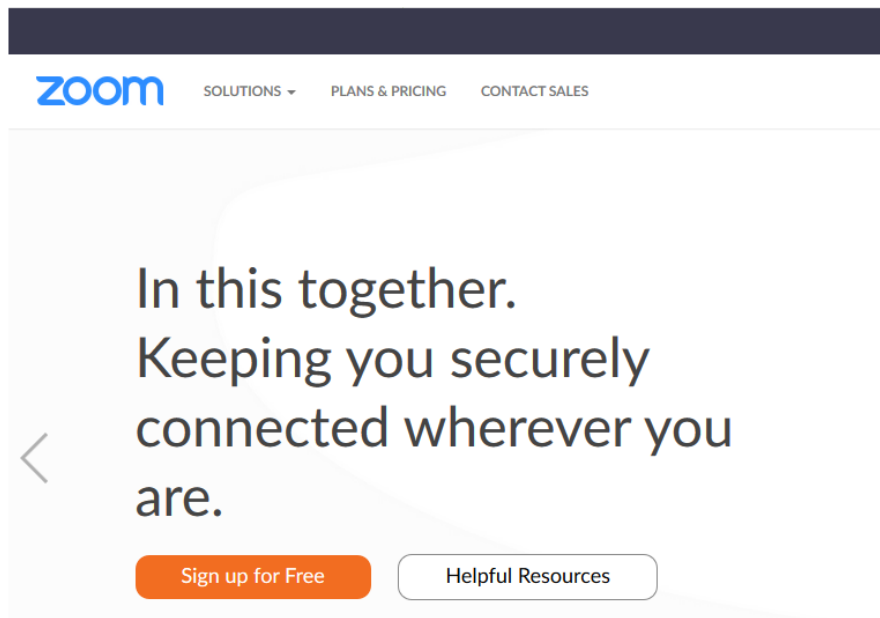 zoom SOLUTIONS PLANS & PRICING CONTACT SALES
In this together.
Keeping you securely
connected wherever you
are.
Sign up for Free Helpful Resources